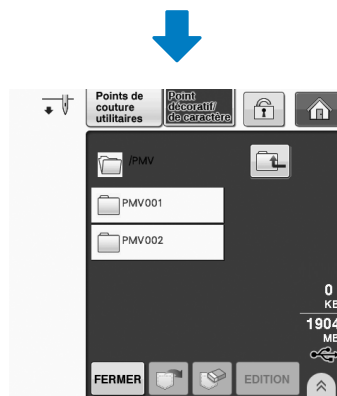 Points de
couture
utilitaires
Point
décoratif/
de caractère
/PMV
PMV001
PMV002
0
KB
1904
MB
FERMER
EDITION